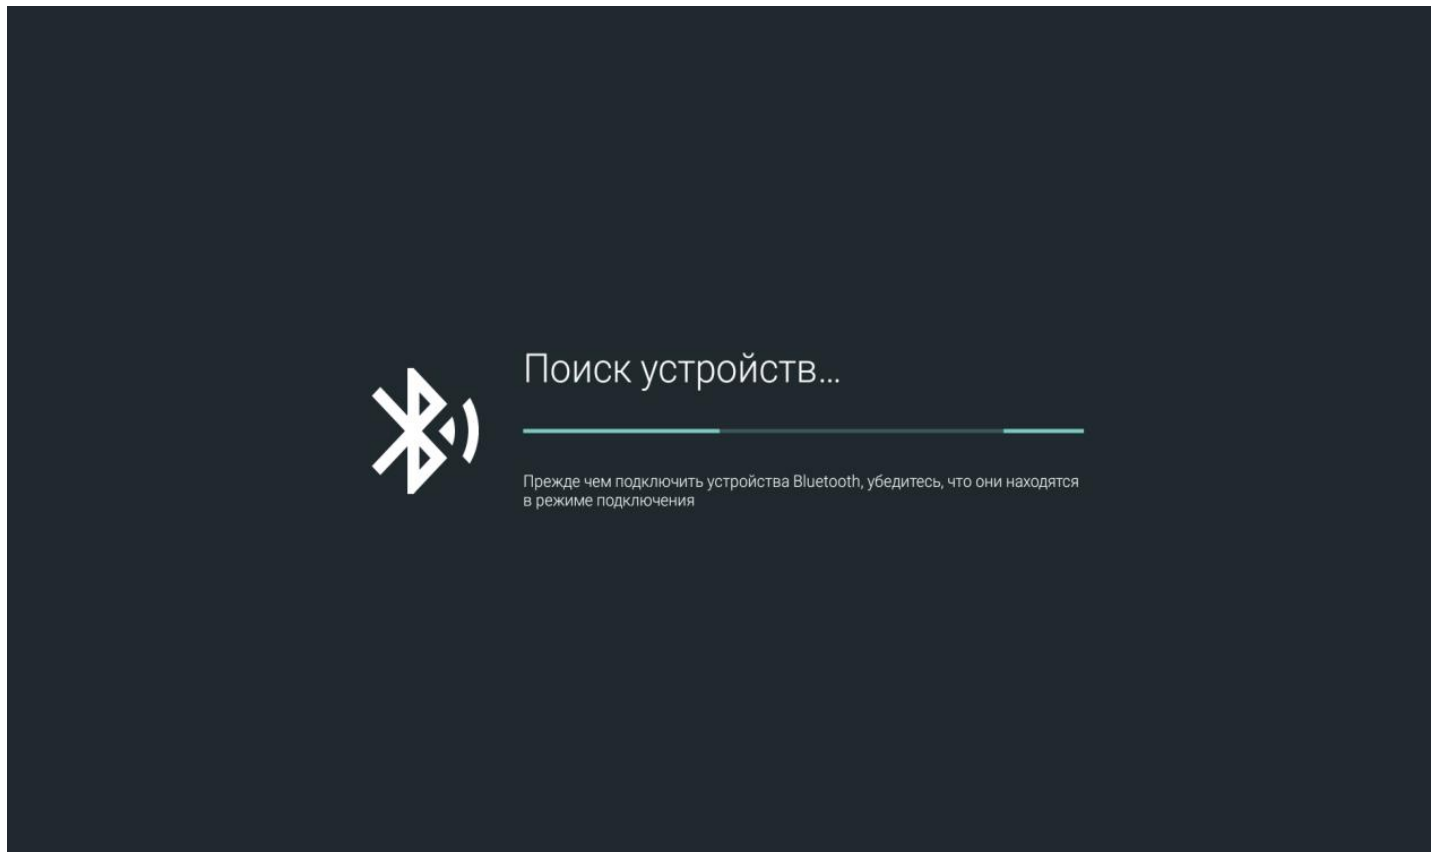 Поиск устройств...
Прежде чем подключить устройства Bluetooth, убедитесь, что они находятся
в режиме подключения